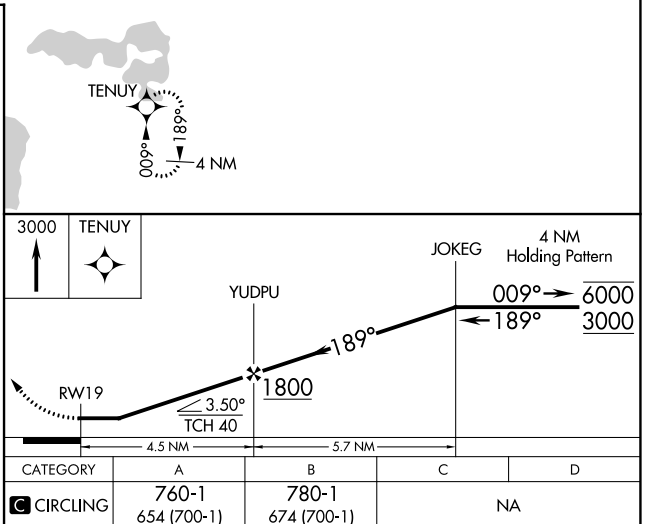 TENUY
009°
189°
4 NM
3000
TENUY
JOKEG
4 NM
Holding Pattern
009°
6000
189°
3000
YUDPU
189°
1800
RW19
3.50°
TCH 40
4.5 NM
5.7 NM
CATEGORY A B C D
C CIRCLING 760-1 780-1 NA
654 (700-1) 674 (700-1)